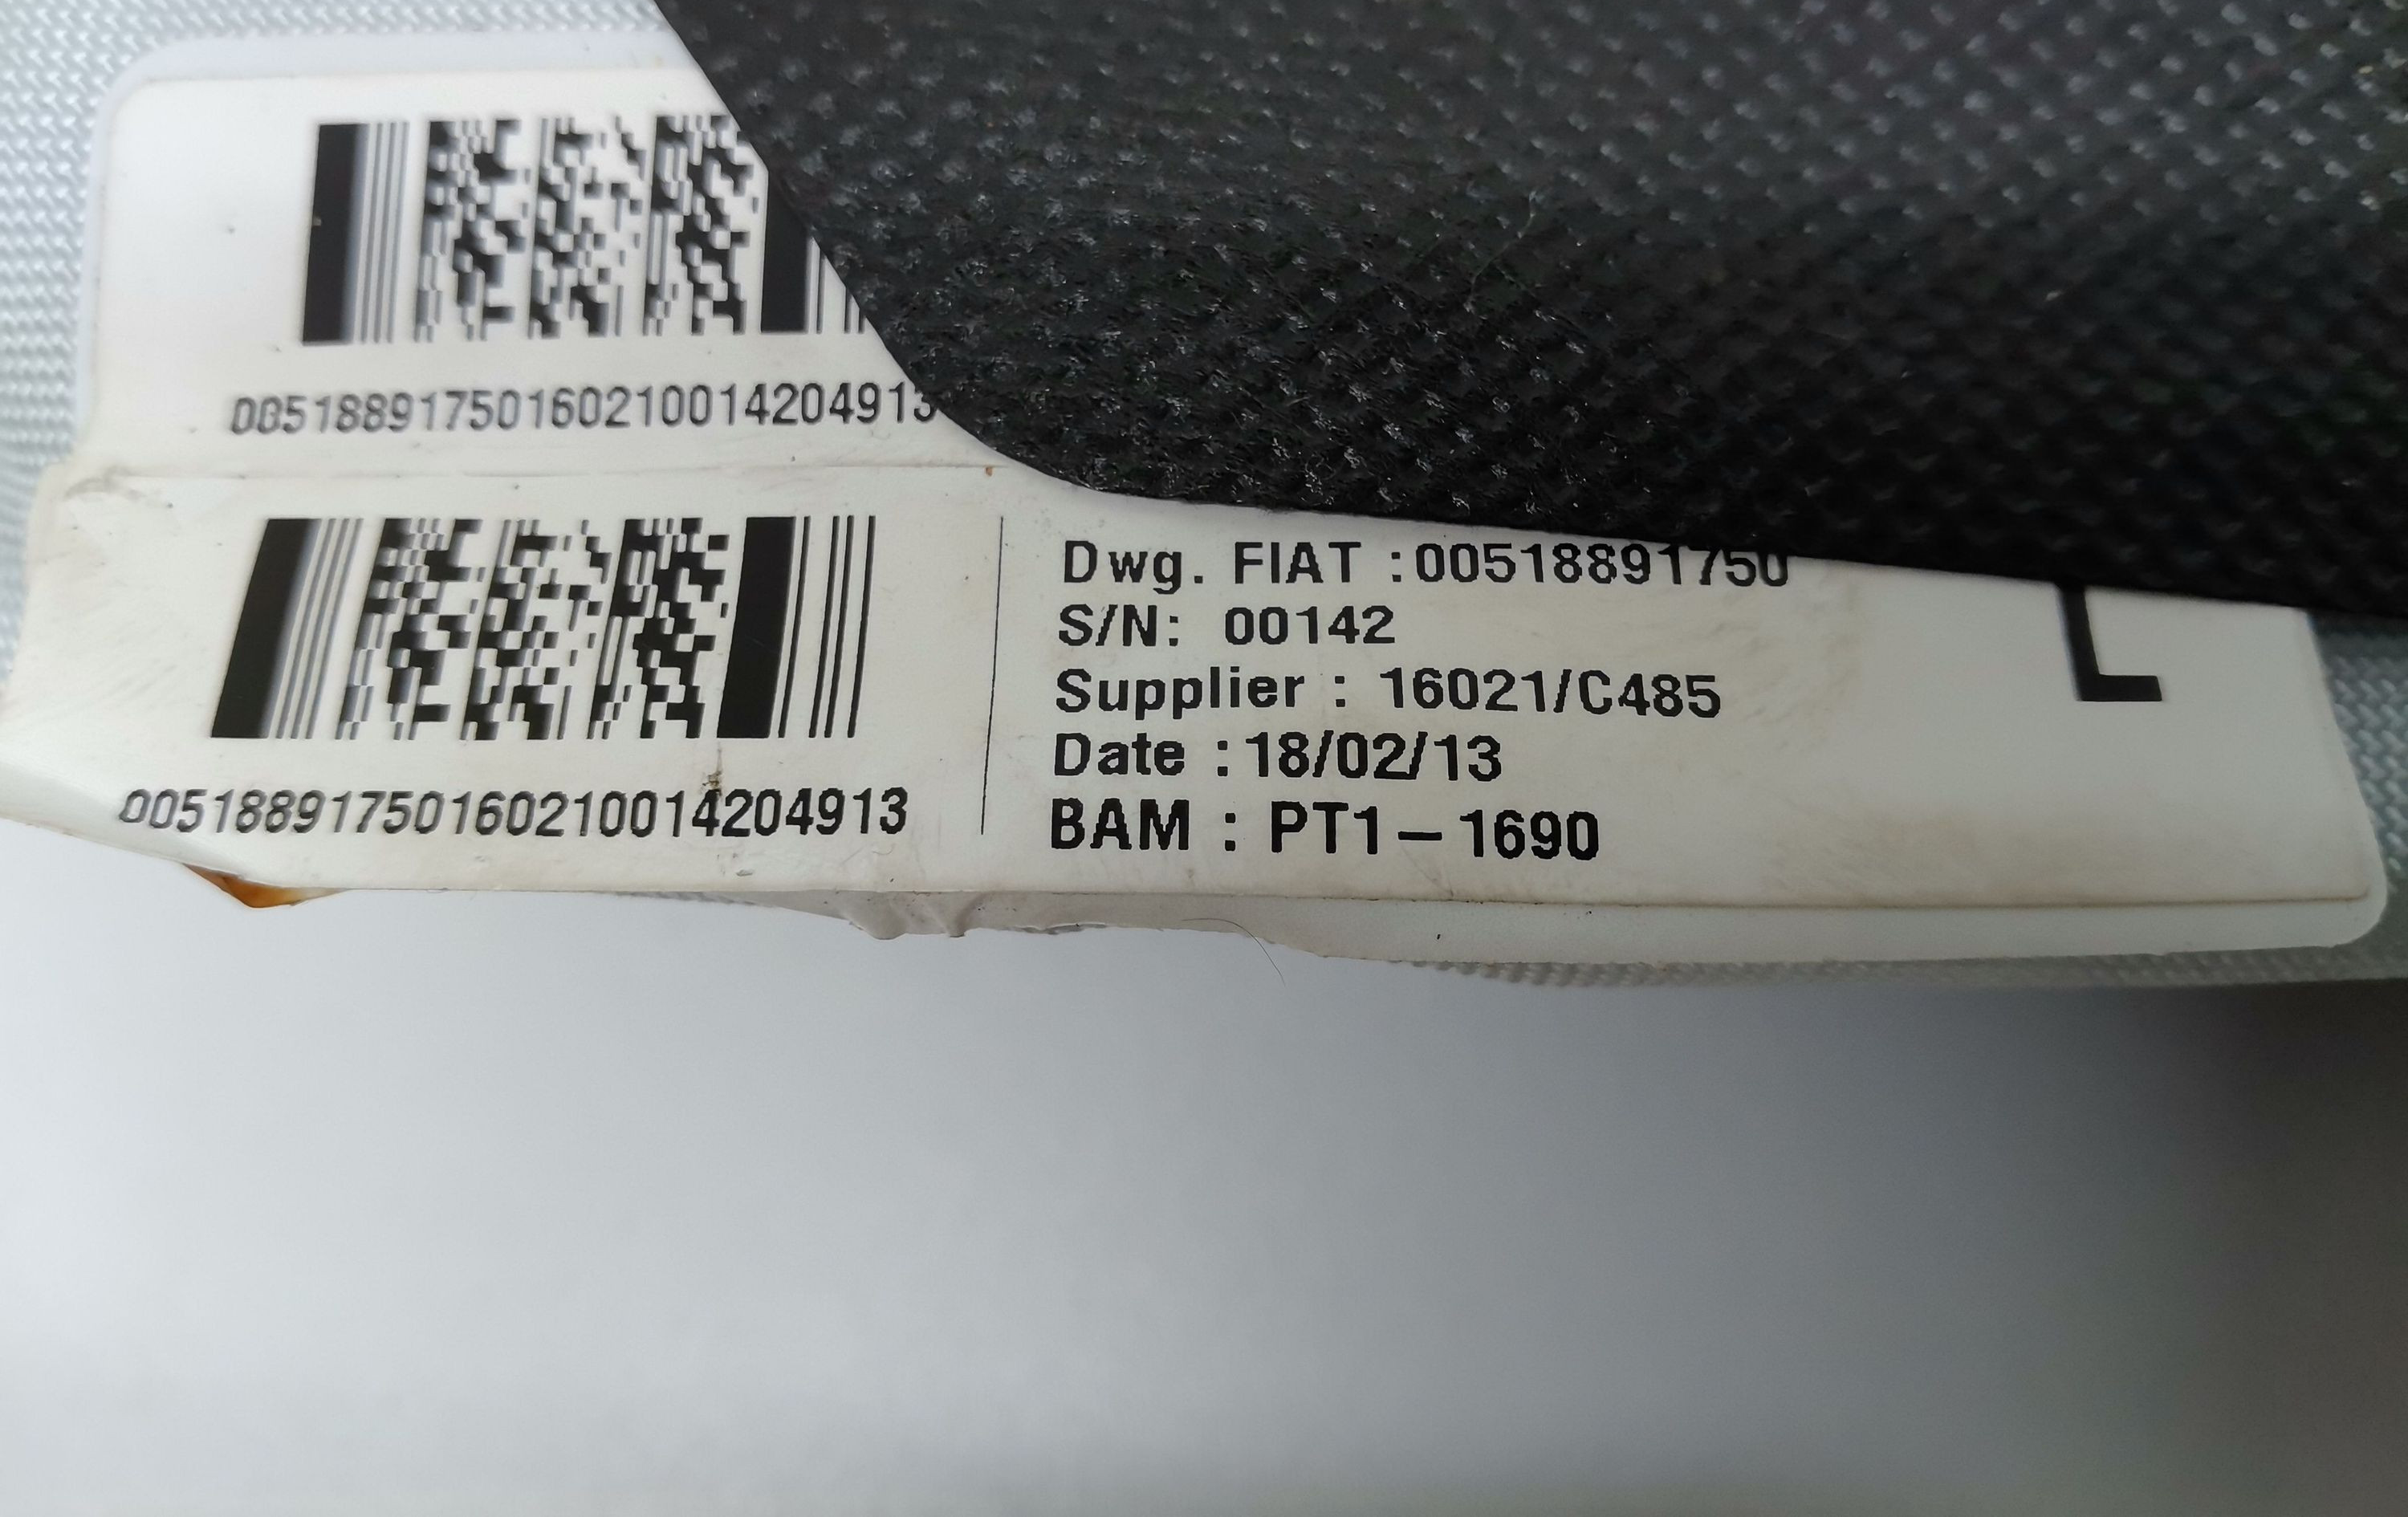 00518891750160210014204913
00518891750160210014204913
Dwg. FIAT :00518891750
S/N: 00142
Supplier : 16021/C485
Date :18/02/13
BAM : PT1-1690
L